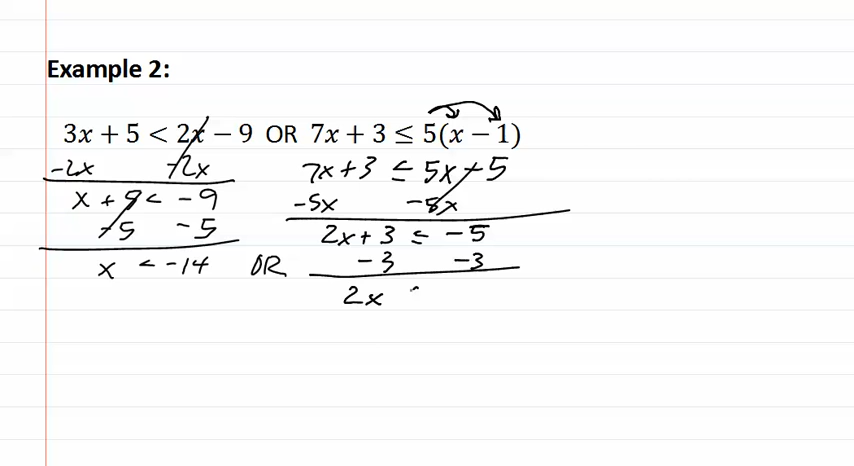 Example 2:
3x + 5 < 2x − 9 OR 7x + 3 ≤ 5(x − 1)
-2x -2x 7x+3 ≤ 5x-5
x + 5 < -9 -5x -5x
-5 -5 2x+3 ≤ -5
x < -14 OR -3 -3
2x